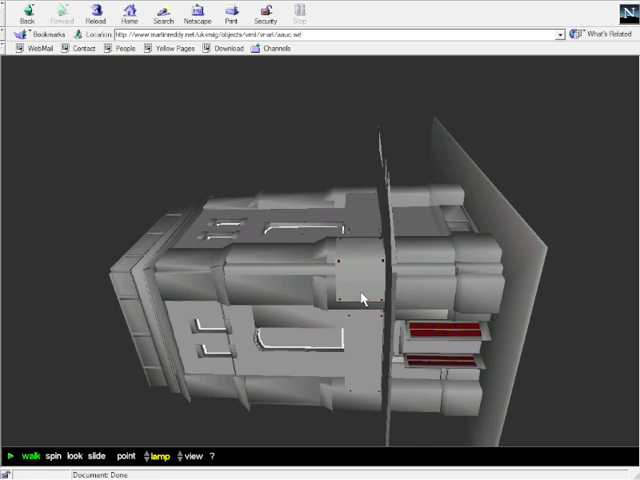 Back Forward Reload Home Search Netscape Print Security Stop
N
Bookmarks Location: http://www.martinreddy.net/ukvrsig/objects/vrml/vr-art/aauc.wrl What's Related
WebMail Contact People Yellow Pages Download Channels
walk spin look slide point lamp view ?
Document: Done